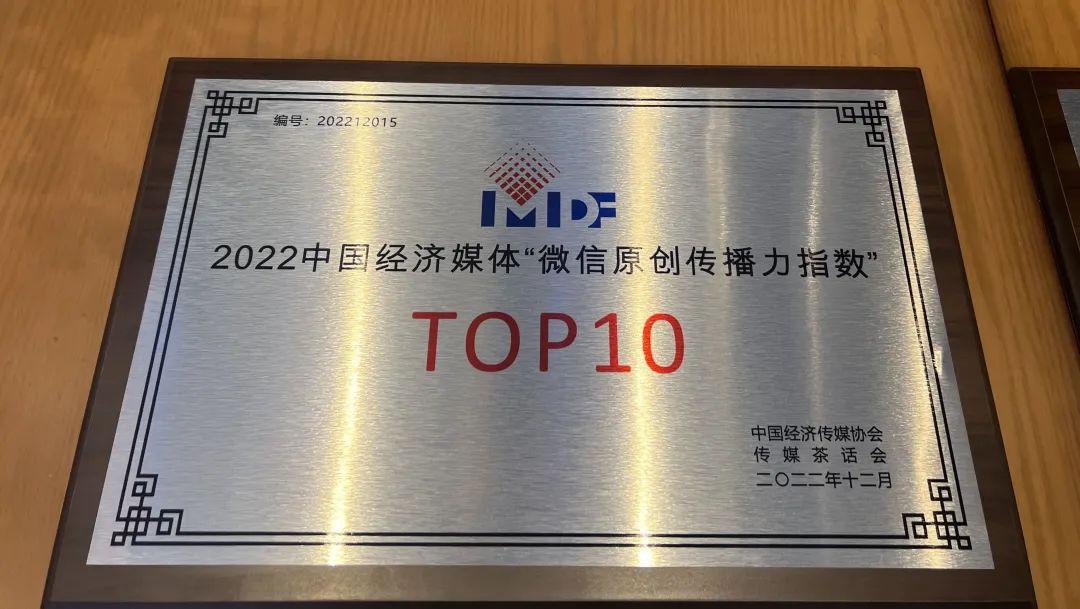 编号：202212015
IMDF
2022中国经济媒体“微信原创传播力指数”
TOP10
中国经济传媒协会
传媒茶话会
二〇二二年十二月